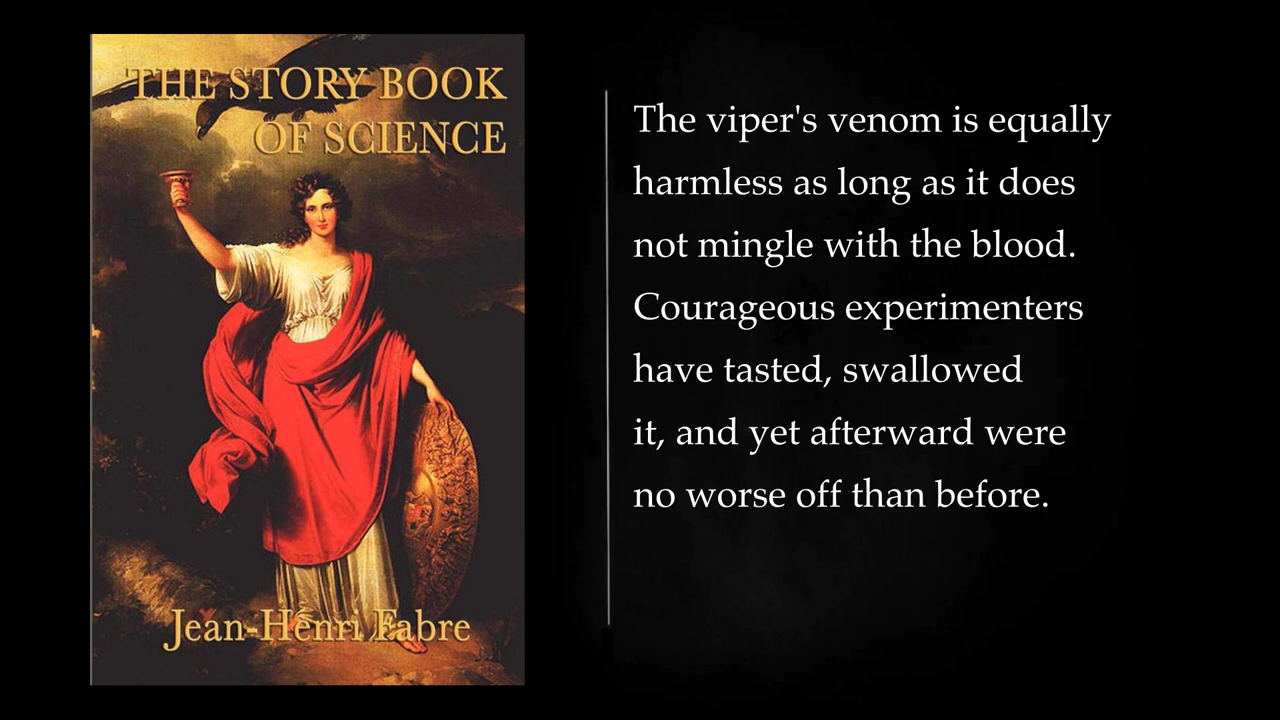 THE STORY BOOK
OF SCIENCE
Jean-Henri Fabre
The viper's venom is equally
harmless as long as it does
not mingle with the blood.
Courageous experimenters
have tasted, swallowed
it, and yet afterward were
no worse off than before.